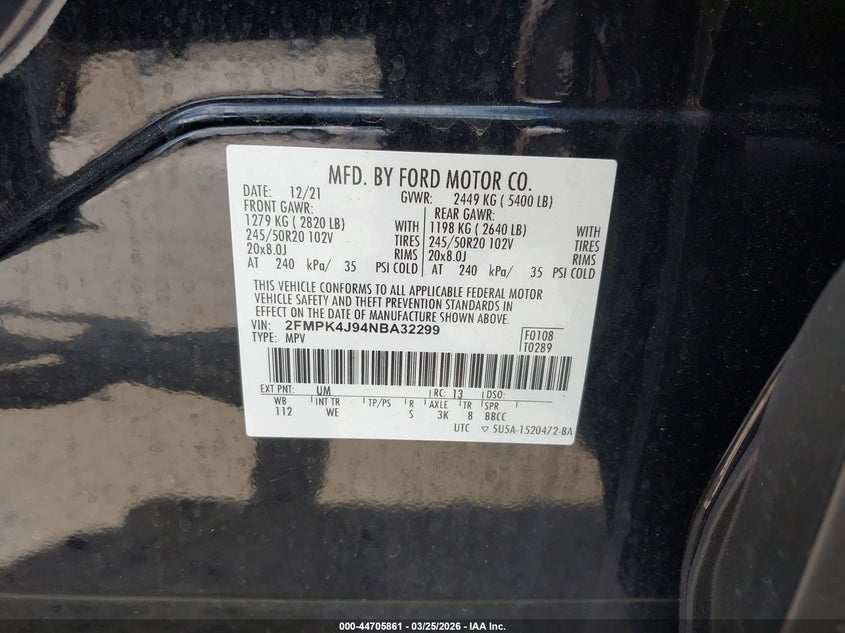 MFD. BY FORD MOTOR CO.
DATE: 12/21 GVWR: 2449 KG ( 5400 LB)
FRONT GAWR: REAR GAWR:
1279 KG ( 2820 LB) WITH 1198 KG ( 2640 LB) WITH
245/50R20 102V TIRES 245/50R20 102V TIRES
20x8.0J RIMS 20x8.0J RIMS
AT 240 kPa/ 35 PSI COLD AT 240 kPa/ 35 PSI COLD
THIS VEHICLE CONFORMS TO ALL APPLICABLE FEDERAL MOTOR
VEHICLE SAFETY AND THEFT PREVENTION STANDARDS IN
EFFECT ON THE DATE OF MANUFACTURE SHOWN ABOVE.
VIN: 2FMPK4J94NBA32299 F0108
TYPE: MPV T0289
EXT PNT: UM RC: 13 DSO:
WB INT TR TP/PS R AXLE TR SPR
112 WE S 3K 8 BBCC
UTC ▽ 5U5A-1520472-BA
000-44705861 - 03/25/2026 - IAA Inc.